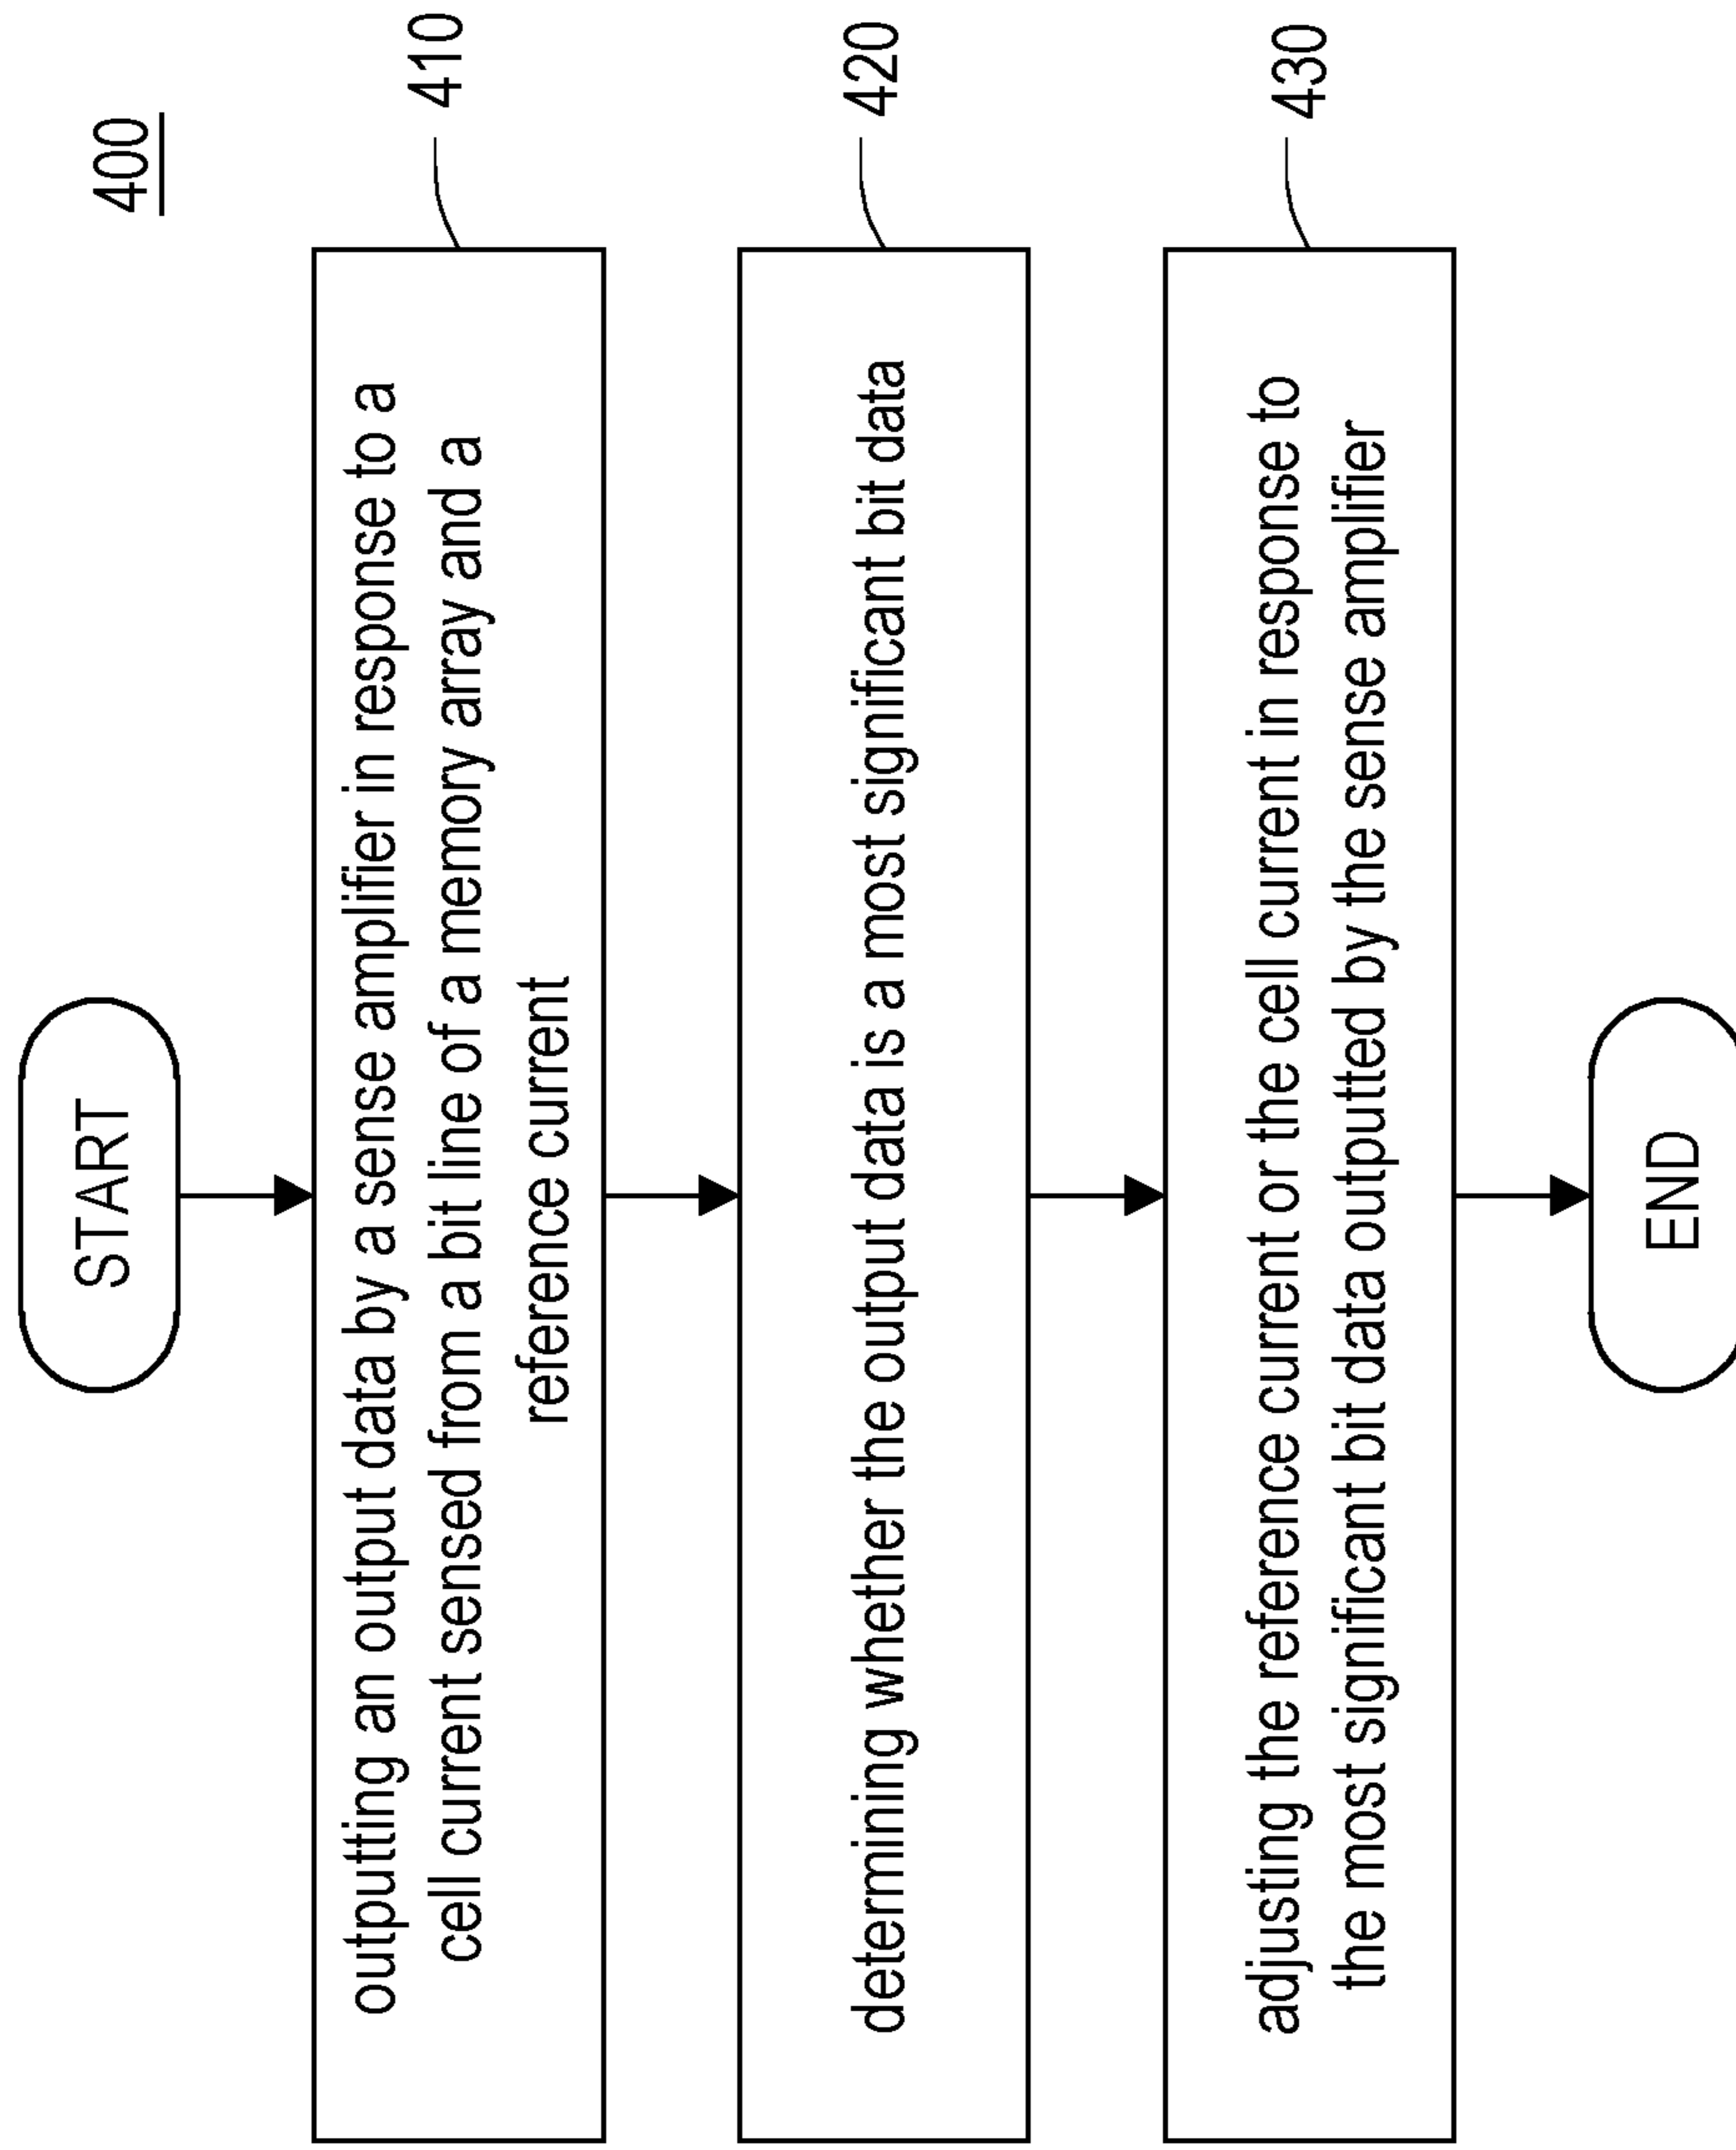 400
START
outputting an output data by a sense amplifier in response to a
cell current sensed from a bit line of a memory array and a
reference current
410
determining whether the output data is a most significant bit data
420
adjusting the reference current or the cell current in response to
the most significant bit data outputted by the sense amplifier
430
END